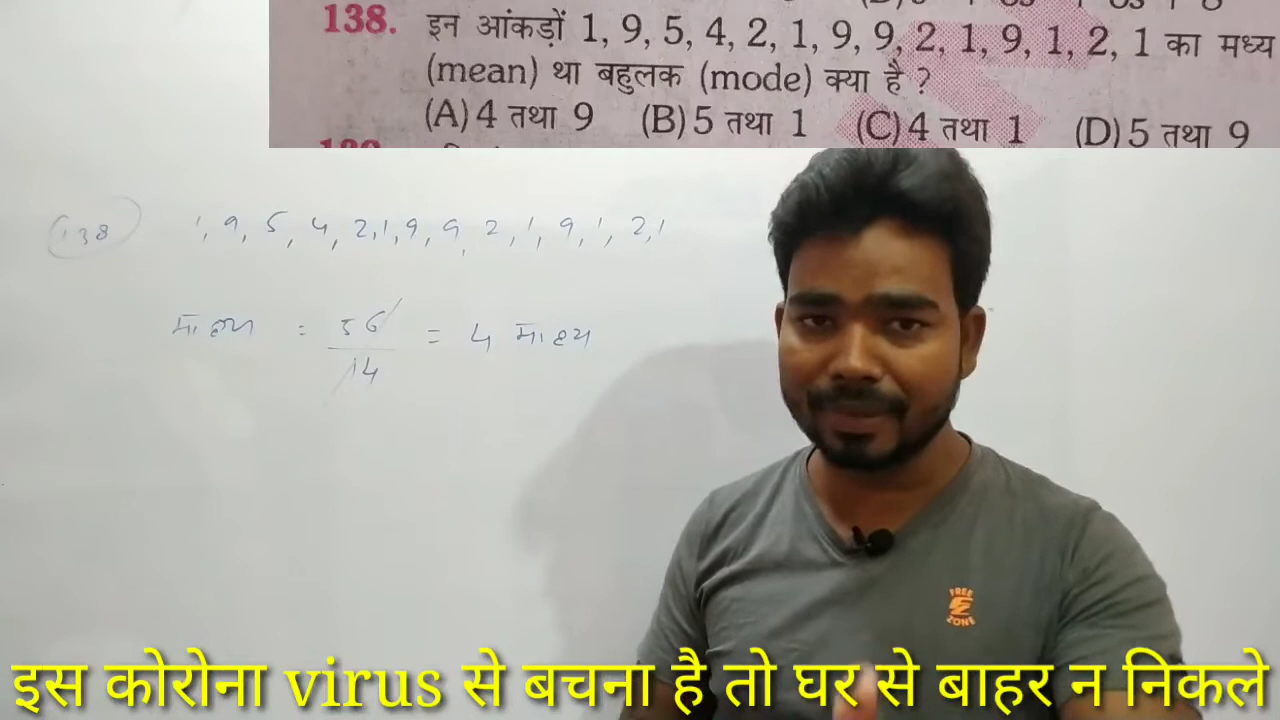 138. इन आंकड़ों 1, 9, 5, 4, 2, 1, 9, 9, 2, 1, 9, 1, 2, 1 का मध्य
(mean) था बहुलक (mode) क्या है ?
(A) 4 तथा 9 (B) 5 तथा 1 (C) 4 तथा 1 (D) 5 तथा 9
138 1, 9, 5, 4, 2, 1, 9, 9, 2, 1, 9, 1, 2, 1
= 56/14 = 4
FREE
ZONE
इस कोरोना virus से बचना है तो घर से बाहर न निकले